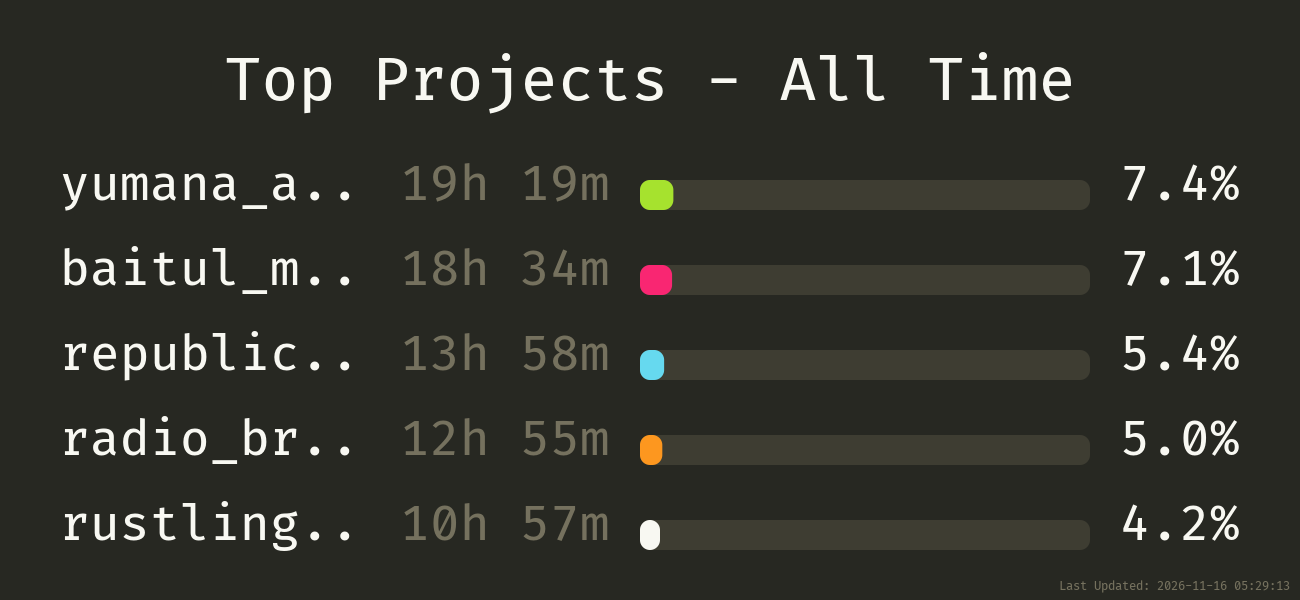 Top Projects - All Time
yumana_a.. 19h 19m 7.4%
baitul_m.. 18h 34m 7.1%
republic.. 13h 58m 5.4%
radio_br.. 12h 55m 5.0%
rustling.. 10h 57m 4.2%
Last Updated: 2026-11-16 05:29:13